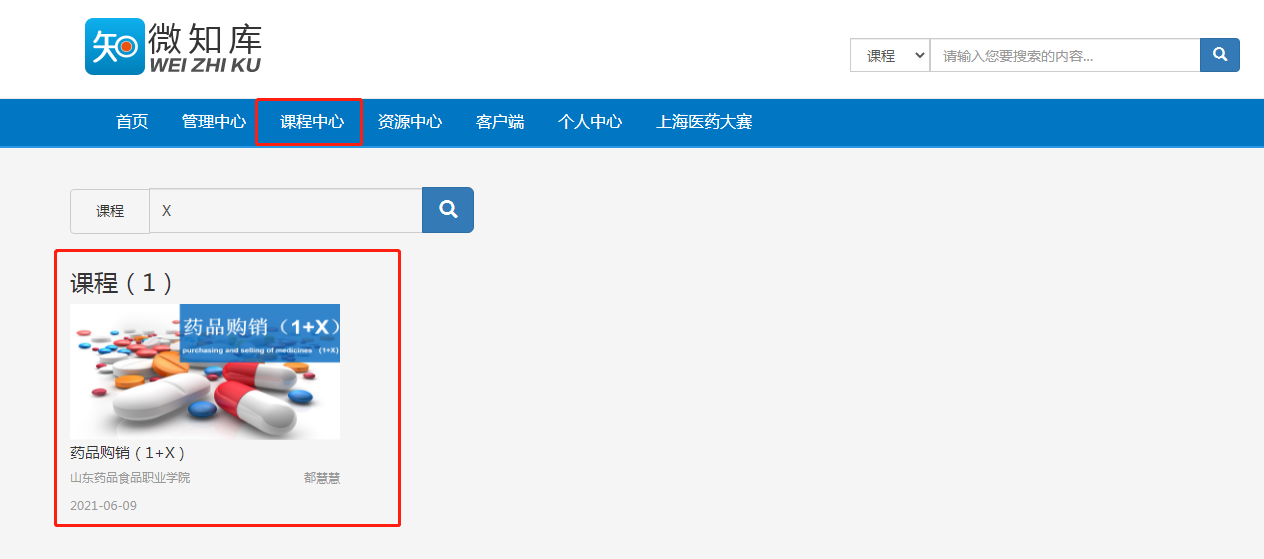 知 微知库
WEI ZHI KU
课程 请输入您要搜索的内容...
首页 管理中心 课程中心 资源中心 客户端 个人中心 上海医药大赛
课程 X
课程（1）
药品购销（1+X）
purchasing and selling of medicines （1+X）
药品购销（1+X）
山东药品食品职业学院 都慧慧
2021-06-09